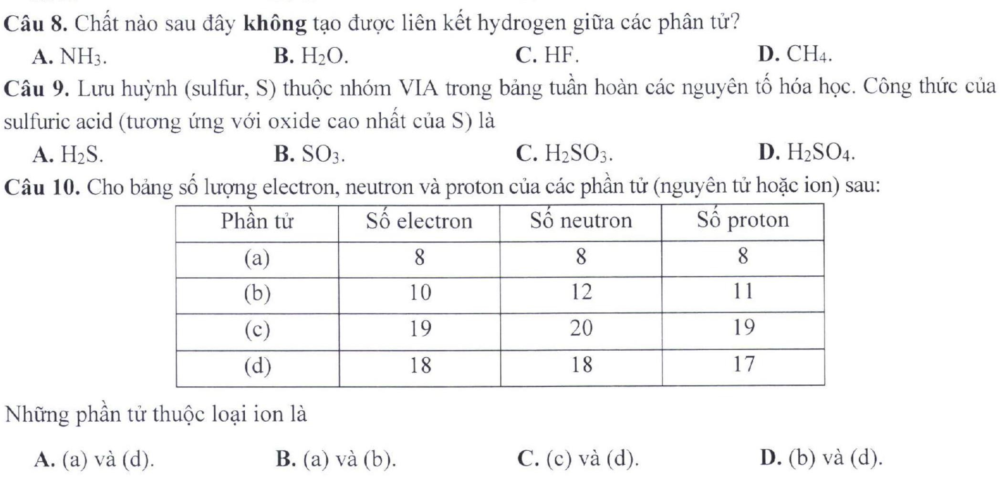 Câu 8. Chất nào sau đây không tạo được liên kết hydrogen giữa các phân tử?
A. NH₃. B. H₂O. C. HF. D. CH₄.
Câu 9. Lưu huỳnh (sulfur, S) thuộc nhóm VIA trong bảng tuần hoàn các nguyên tố hóa học. Công thức của
sulfuric acid (tương ứng với oxide cao nhất của S) là
A. H₂S. B. SO₃. C. H₂SO₃. D. H₂SO₄.
Câu 10. Cho bảng số lượng electron, neutron và proton của các phần tử (nguyên tử hoặc ion) sau:
Phần tử Số electron Số neutron Số proton
(a) 8 8 8
(b) 10 12 11
(c) 19 20 19
(d) 18 18 17
Những phần tử thuộc loại ion là
A. (a) và (d). B. (a) và (b). C. (c) và (d). D. (b) và (d).